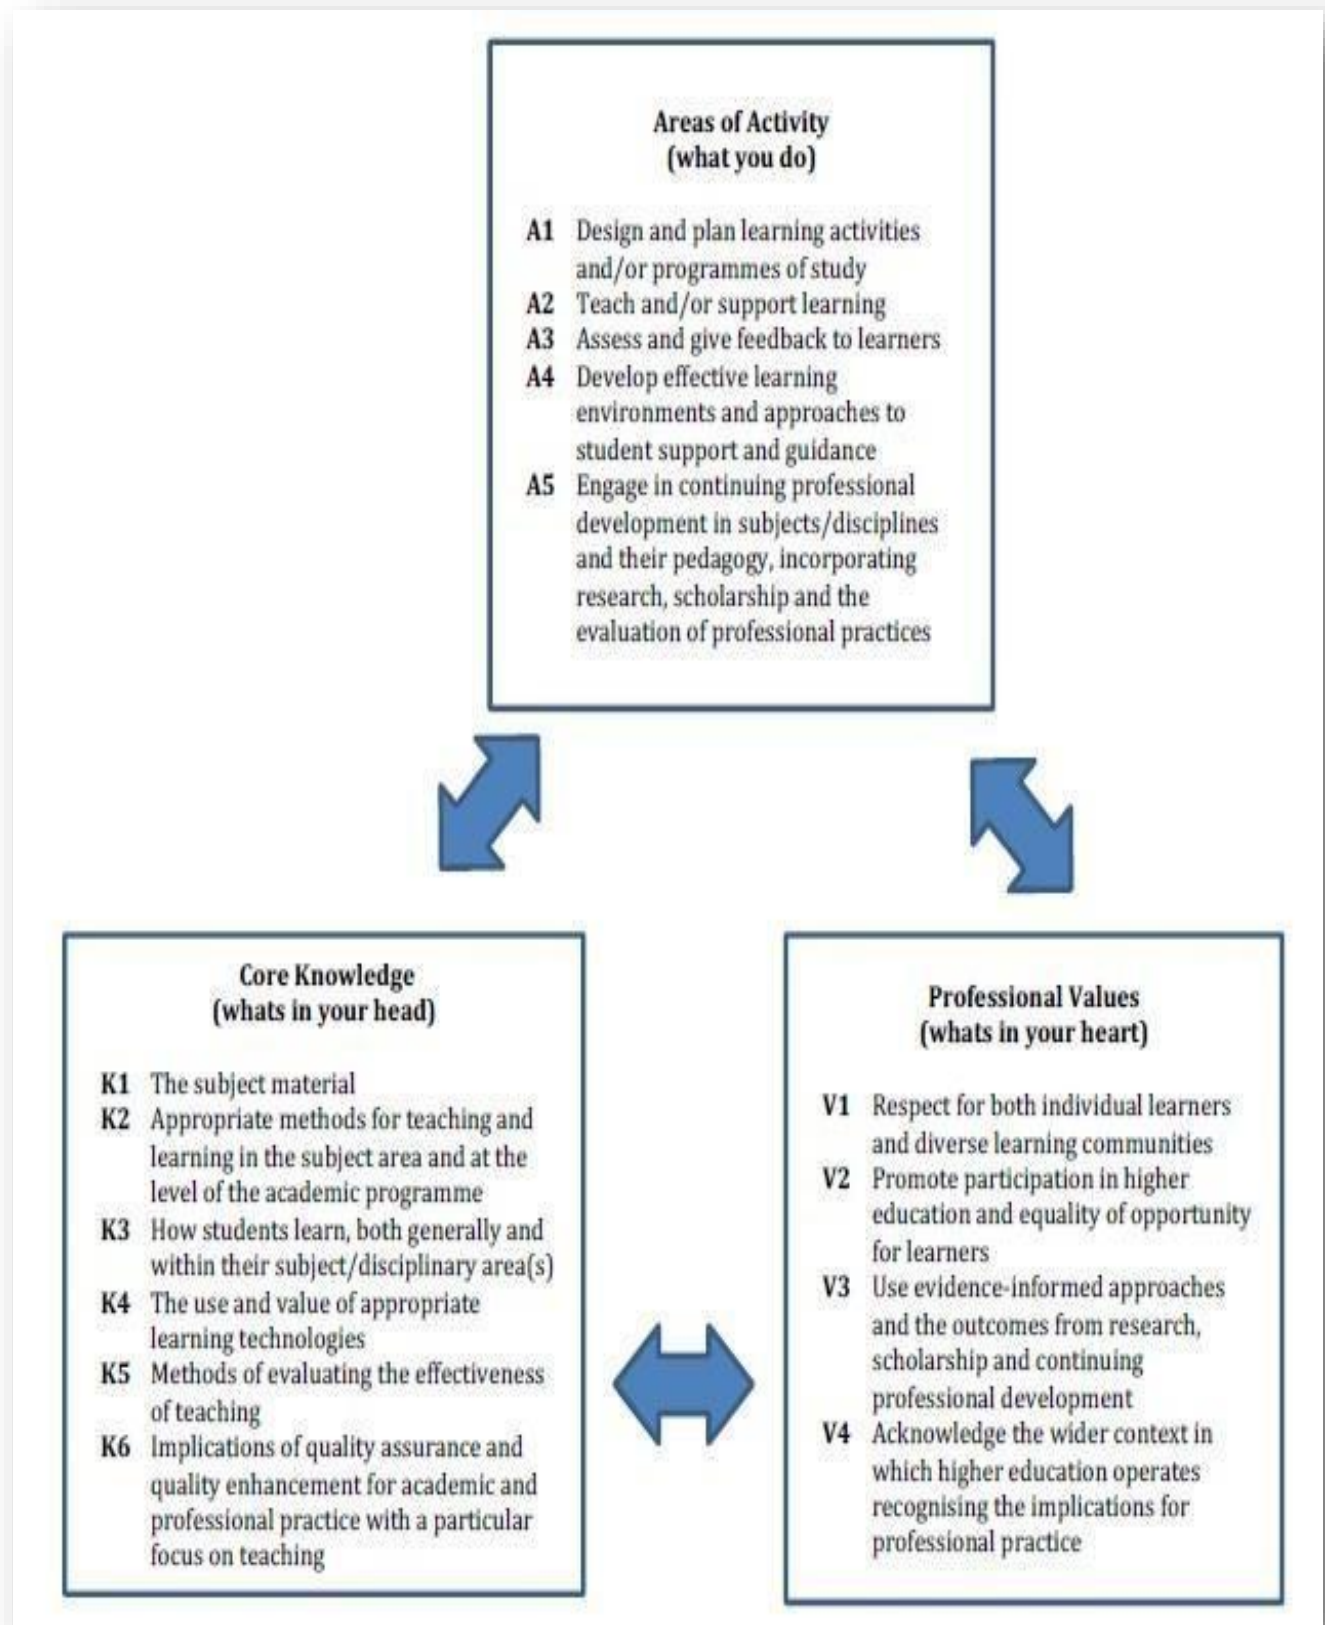 Areas of Activity
(what you do)
A1 Design and plan learning activities
and/or programmes of study
A2 Teach and/or support learning
A3 Assess and give feedback to learners
A4 Develop effective learning
environments and approaches to
student support and guidance
A5 Engage in continuing professional
development in subjects/disciplines
and their pedagogy, incorporating
research, scholarship and the
evaluation of professional practices
Core Knowledge
(whats in your head)
K1 The subject material
K2 Appropriate methods for teaching and
learning in the subject area and at the
level of the academic programme
K3 How students learn, both generally and
within their subject/disciplinary area(s)
K4 The use and value of appropriate
learning technologies
K5 Methods of evaluating the effectiveness
of teaching
K6 Implications of quality assurance and
quality enhancement for academic and
professional practice with a particular
focus on teaching
Professional Values
(whats in your heart)
V1 Respect for both individual learners
and diverse learning communities
V2 Promote participation in higher
education and equality of opportunity
for learners
V3 Use evidence-informed approaches
and the outcomes from research,
scholarship and continuing
professional development
V4 Acknowledge the wider context in
which higher education operates
recognising the implications for
professional practice